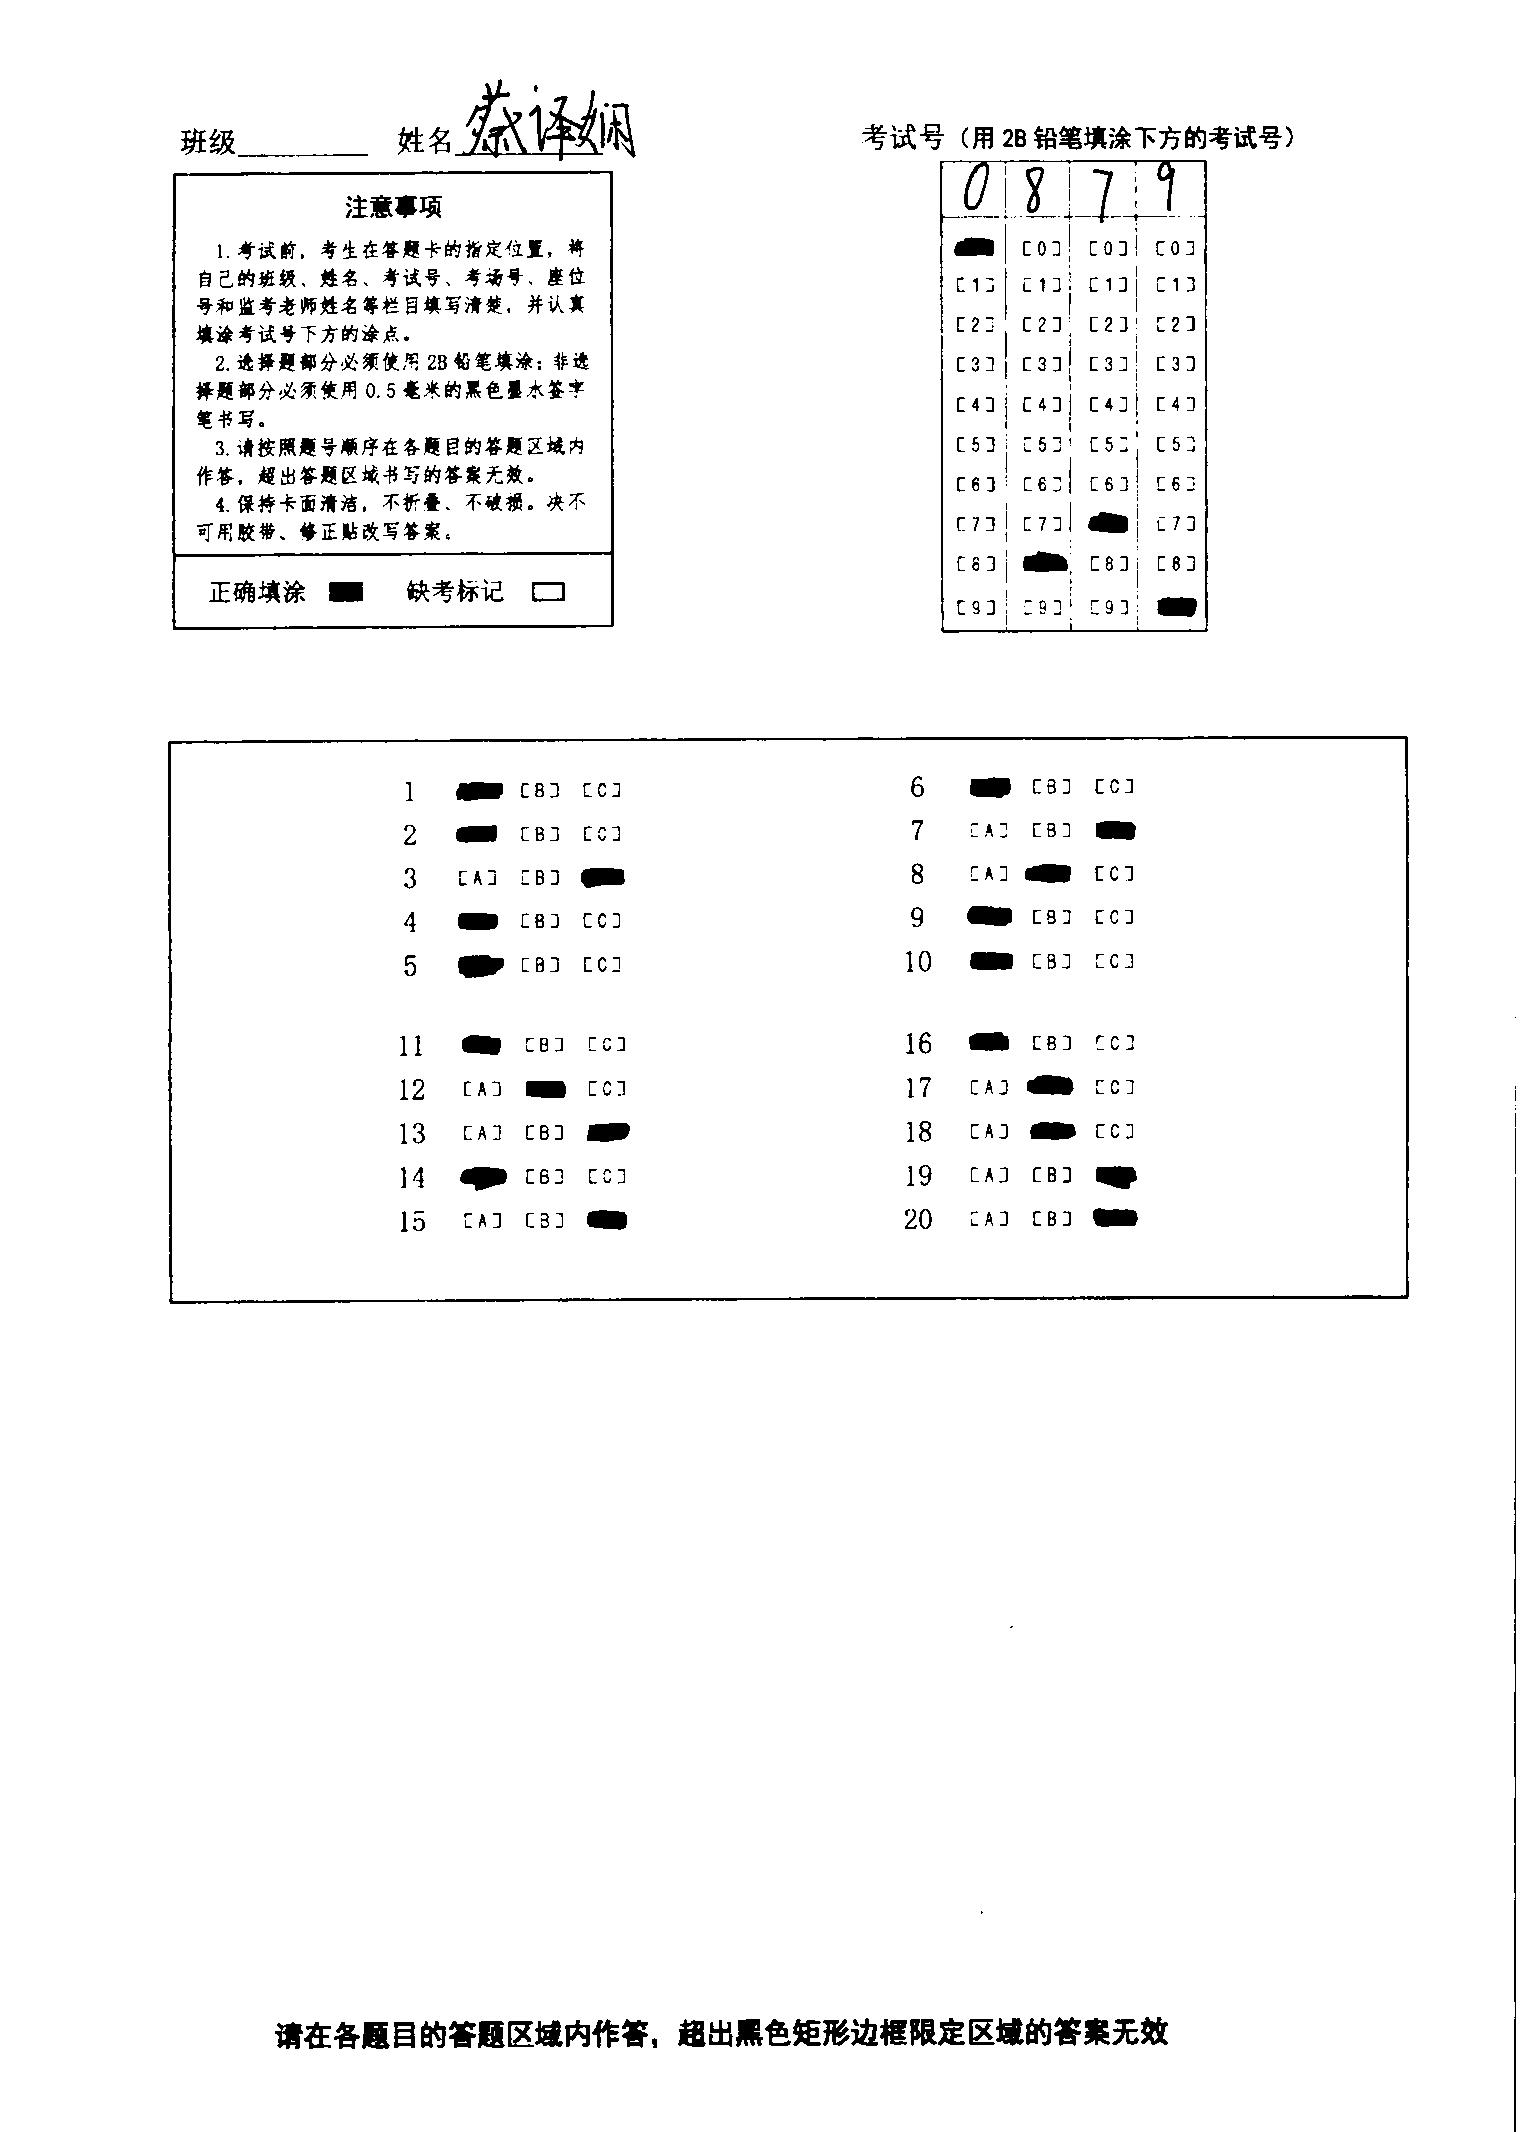 班级 姓名 蔡译娴
考试号（用 2B 铅笔填涂下方的考试号）
注意事项
1. 考试前，考生在答题卡的指定位置，将
自己的班级、姓名、考试号、考场号、座位
号和监考老师姓名等栏目填写清楚，并认真
填涂考试号下方的涂点。
2. 选择题部分必须使用 2B 铅笔填涂；非选
择题部分必须使用 0.5 毫米的黑色墨水签字
笔书写。
3. 请按照题号顺序在各题目的答题区域内
作答，超出答题区域书写的答案无效。
4. 保持卡面清洁，不折叠、不破损。决不
可用胶带、修正贴改写答案。
正确填涂 缺考标记
0 8 7 9
[0] [0] [0]
[1] [1] [1] [1]
[2] [2] [2] [2]
[3] [3] [3] [3]
[4] [4] [4] [4]
[5] [5] [5] [5]
[6] [6] [6] [6]
[7] [7] [7]
[8] [8] [8]
[9] [9] [9]
1 [B] [C]
2 [B] [C]
3 [A] [B]
4 [B] [C]
5 [B] [C]
6 [B] [C]
7 [A] [B]
8 [A] [C]
9 [B] [C]
10 [B] [C]
11 [B] [C]
12 [A] [C]
13 [A] [B]
14 [B] [C]
15 [A] [B]
16 [B] [C]
17 [A] [C]
18 [A] [C]
19 [A] [B]
20 [A] [B]
请在各题目的答题区域内作答，超出黑色矩形边框限定区域的答案无效